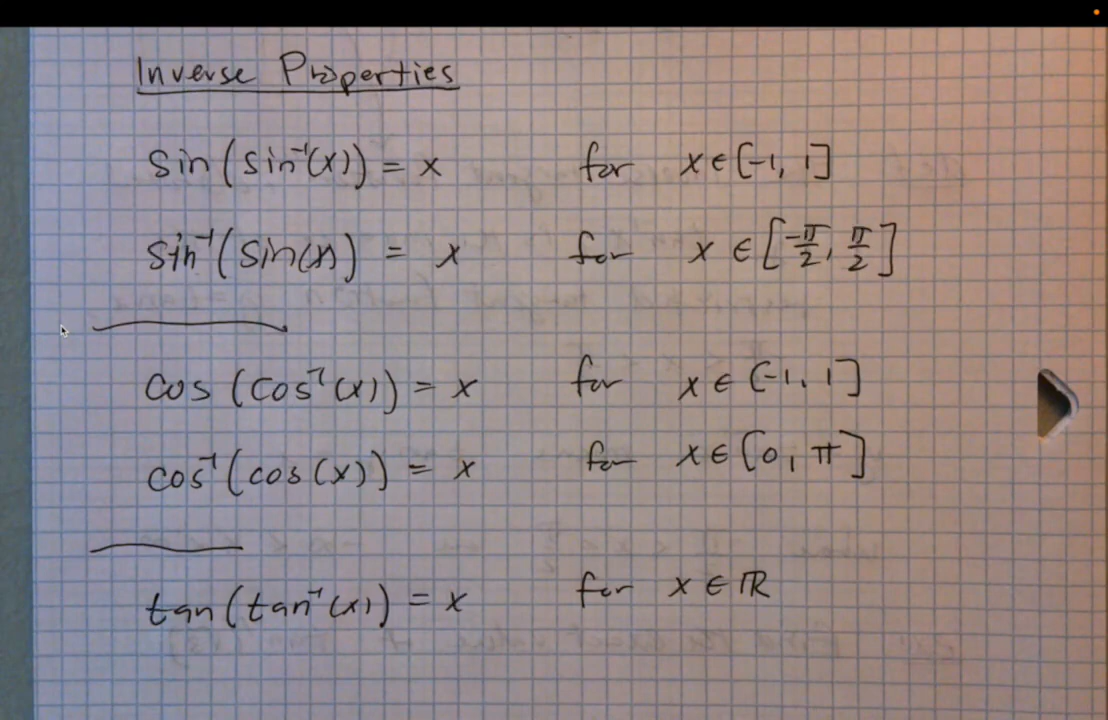 Inverse Properties
sin(sin⁻¹(x)) = x for x ∈ [-1, 1]
sin⁻¹(sin(x)) = x for x ∈ [-π/2, π/2]
cos(cos⁻¹(x)) = x for x ∈ [-1, 1]
cos⁻¹(cos(x)) = x for x ∈ [0, π]
tan(tan⁻¹(x)) = x for x ∈ ℝ